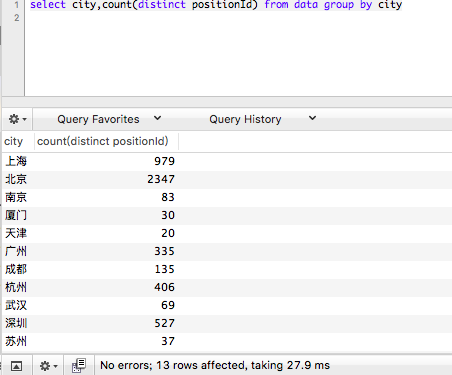 1 select city,count(distinct positionId) from data group by city
2
Query Favorites Query History
city count(distinct positionId)
上海 979
北京 2347
南京 83
厦门 30
天津 20
广州 335
成都 135
杭州 406
武汉 69
深圳 527
苏州 37
No errors; 13 rows affected, taking 27.9 ms